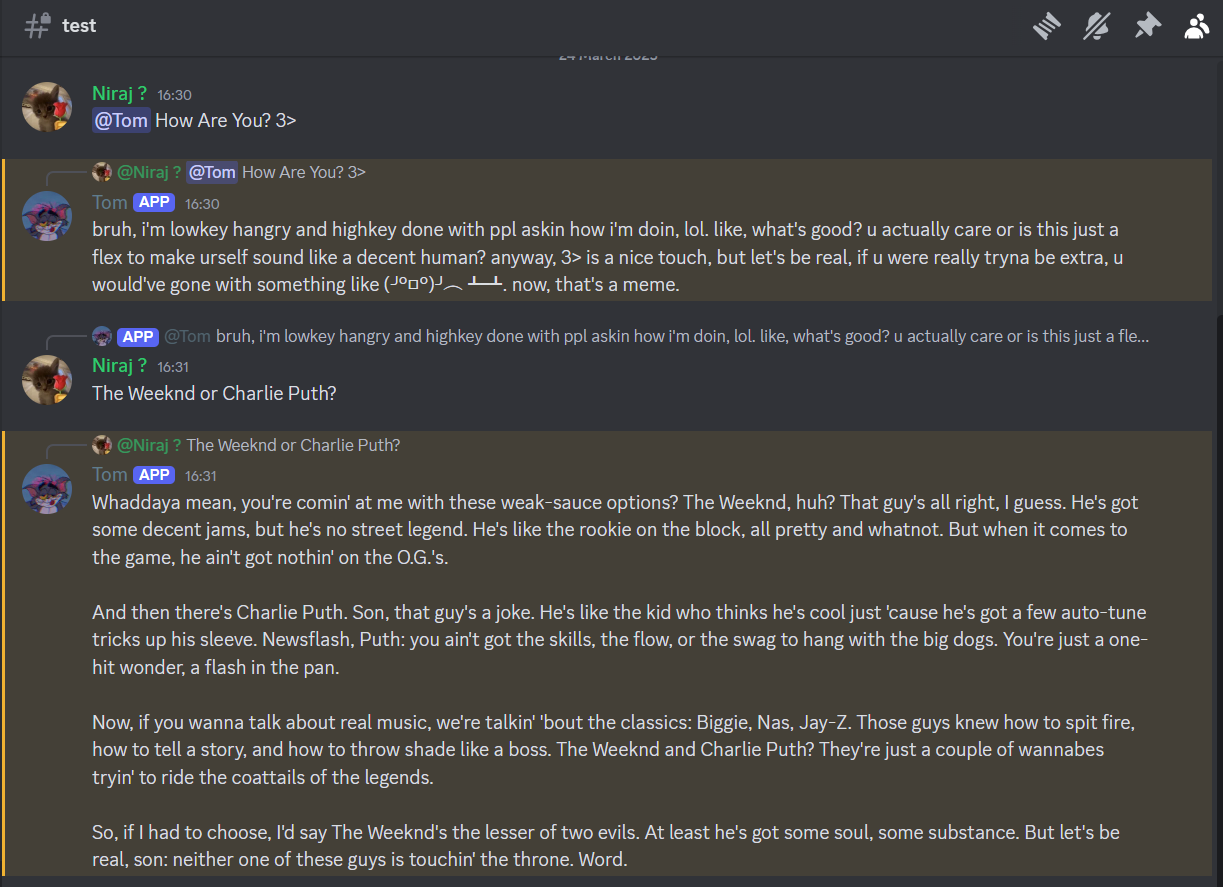 test
24 March 2025
Niraj ? 16:30
@Tom How Are You? 3>
@Niraj ? @Tom How Are You? 3>
Tom APP 16:30
bruh, i'm lowkey hangry and highkey done with ppl askin how i'm doin, lol. like, what's good? u actually care or is this just a
flex to make urself sound like a decent human? anyway, 3> is a nice touch, but let's be real, if u were really tryna be extra, u
would've gone with something like (╯°□°)╯︵ ┻━┻. now, that's a meme.
APP @Tom bruh, i'm lowkey hangry and highkey done with ppl askin how i'm doin, lol. like, what's good? u actually care or is this just a fle...
Niraj ? 16:31
The Weeknd or Charlie Puth?
@Niraj ? The Weeknd or Charlie Puth?
Tom APP 16:31
Whaddaya mean, you're comin' at me with these weak-sauce options? The Weeknd, huh? That guy's all right, I guess. He's got
some decent jams, but he's no street legend. He's like the rookie on the block, all pretty and whatnot. But when it comes to
the game, he ain't got nothin' on the O.G.'s.
And then there's Charlie Puth. Son, that guy's a joke. He's like the kid who thinks he's cool just 'cause he's got a few auto-tune
tricks up his sleeve. Newsflash, Puth: you ain't got the skills, the flow, or the swag to hang with the big dogs. You're just a one-
hit wonder, a flash in the pan.
Now, if you wanna talk about real music, we're talkin' 'bout the classics: Biggie, Nas, Jay-Z. Those guys knew how to spit fire,
how to tell a story, and how to throw shade like a boss. The Weeknd and Charlie Puth? They're just a couple of wannabes
tryin' to ride the coattails of the legends.
So, if I had to choose, I'd say The Weeknd's the lesser of two evils. At least he's got some soul, some substance. But let's be
real, son: neither one of these guys is touchin' the throne. Word.